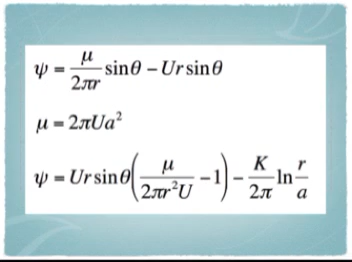 ψ = μ/2πr sinθ − Ur sinθ
μ = 2πUa²
ψ = Ur sinθ(μ/2πr²U − 1) − K/2π ln r/a